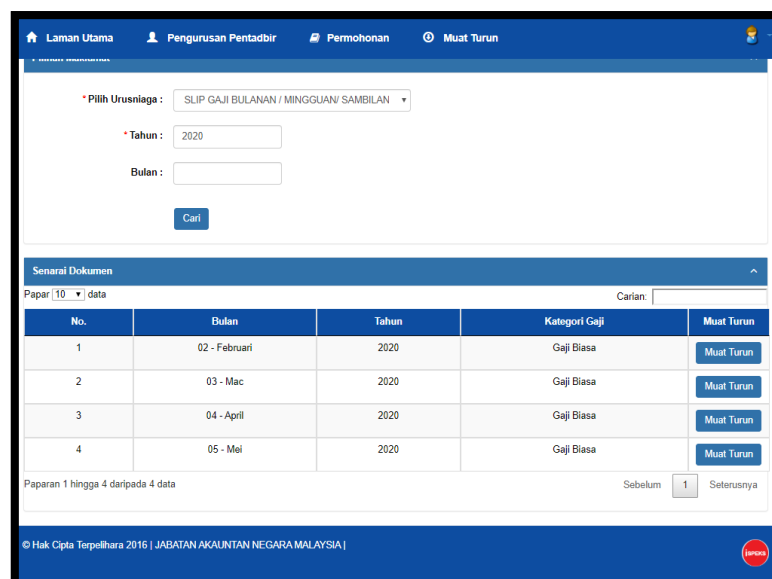 Laman Utama Pengurusan Pentadbir Permohonan Muat Turun
* Pilih Urusniaga : SLIP GAJI BULANAN / MINGGUAN/ SAMBILAN
* Tahun : 2020
Bulan :
Cari
Senarai Dokumen
Papar 10 data Carian:
No. Bulan Tahun Kategori Gaji Muat Turun
1 02 - Februari 2020 Gaji Biasa Muat Turun
2 03 - Mac 2020 Gaji Biasa Muat Turun
3 04 - April 2020 Gaji Biasa Muat Turun
4 05 - Mei 2020 Gaji Biasa Muat Turun
Paparan 1 hingga 4 daripada 4 data Sebelum 1 Seterusnya
© Hak Cipta Terpelihara 2016 | JABATAN AKAUNTAN NEGARA MALAYSIA |
iSPEKS